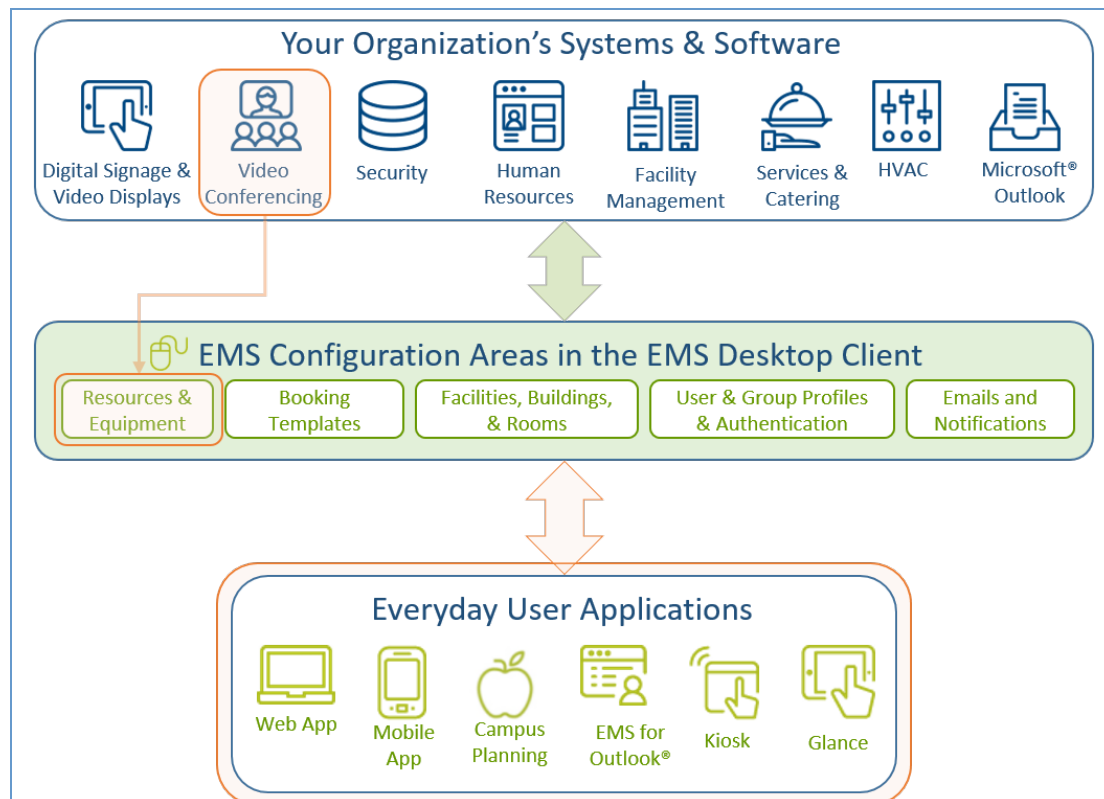 Your Organization's Systems & Software
Digital Signage &
Video Displays
Video
Conferencing
Security
Human
Resources
Facility
Management
Services &
Catering
HVAC
Microsoft®
Outlook
EMS Configuration Areas in the EMS Desktop Client
Resources &
Equipment
Booking
Templates
Facilities, Buildings,
& Rooms
User & Group Profiles
& Authentication
Emails and
Notifications
Everyday User Applications
Web App
Mobile
App
Campus
Planning
EMS for
Outlook®
Kiosk
Glance